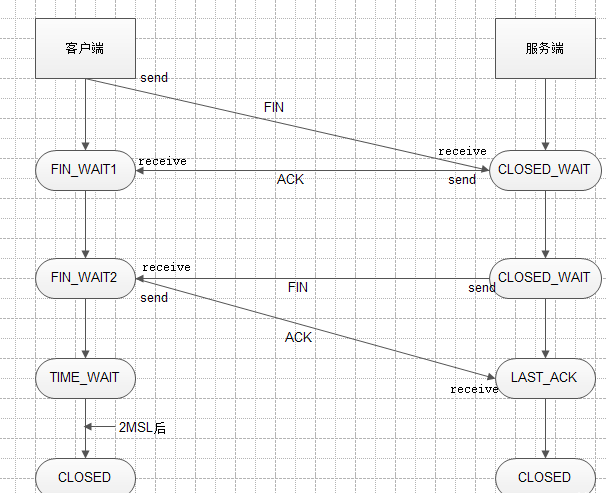 客户端
服务端
send
FIN
receive
receive
FIN_WAIT1
CLOSED_WAIT
ACK
send
receive
FIN_WAIT2
CLOSED_WAIT
FIN
send
send
ACK
TIME_WAIT
LAST_ACK
receive
2MSL后
CLOSED
CLOSED